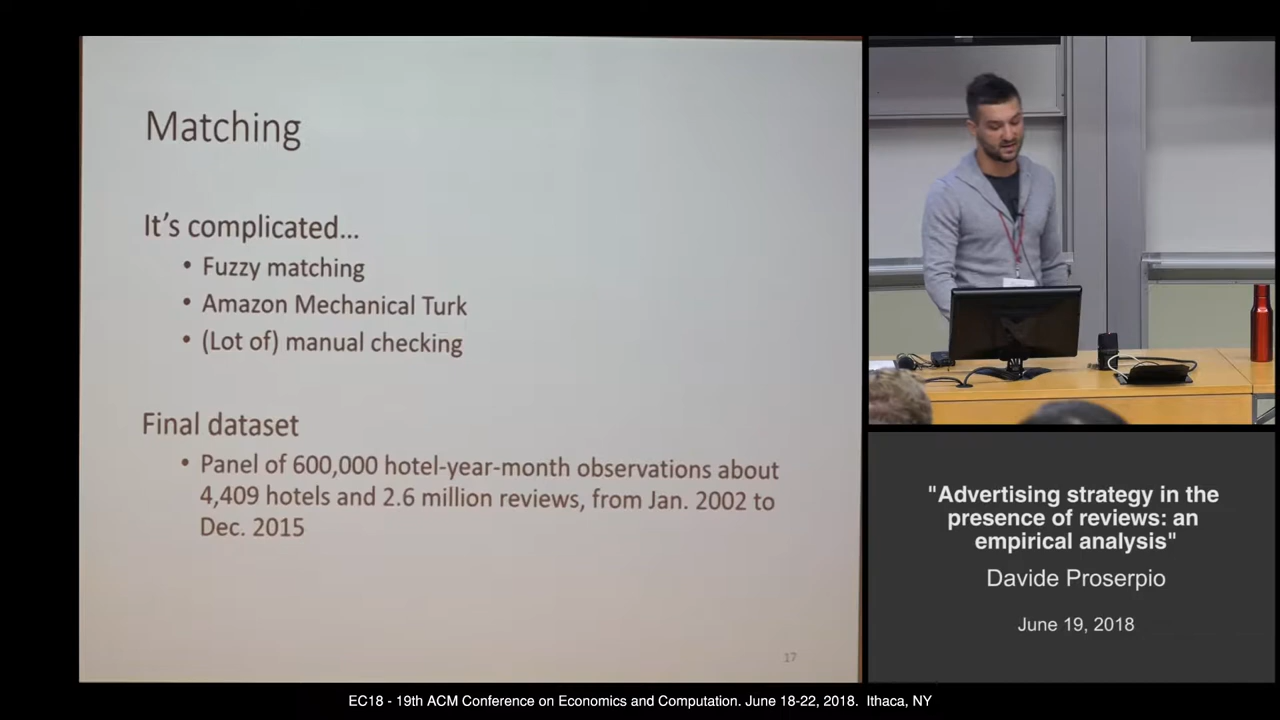 Matching
It's complicated...
• Fuzzy matching
• Amazon Mechanical Turk
• (Lot of) manual checking
Final dataset
• Panel of 600,000 hotel-year-month observations about
4,409 hotels and 2.6 million reviews, from Jan. 2002 to
Dec. 2015
17
"Advertising strategy in the
presence of reviews: an
empirical analysis"
Davide Proserpio
June 19, 2018
EC18 - 19th ACM Conference on Economics and Computation. June 18-22, 2018.  Ithaca, NY